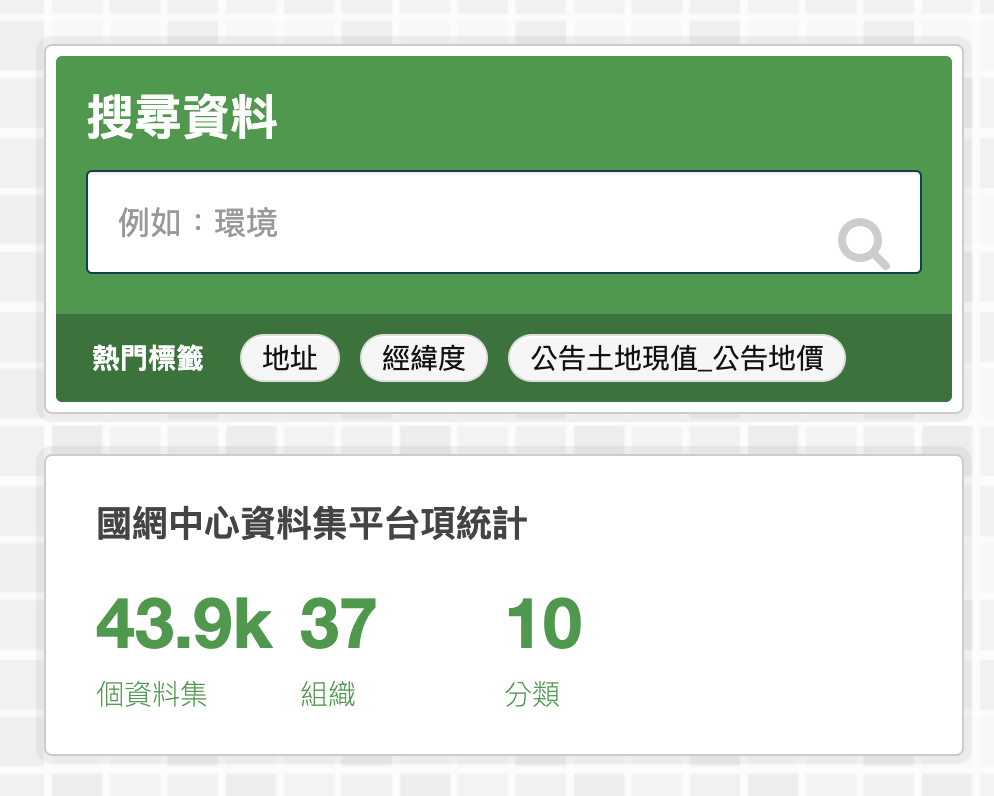 搜尋資料
例如：環境
熱門標籤 地址 經緯度 公告土地現值_公告地價
國網中心資料集平台項統計
43.9k 37 10
個資料集 組織 分類